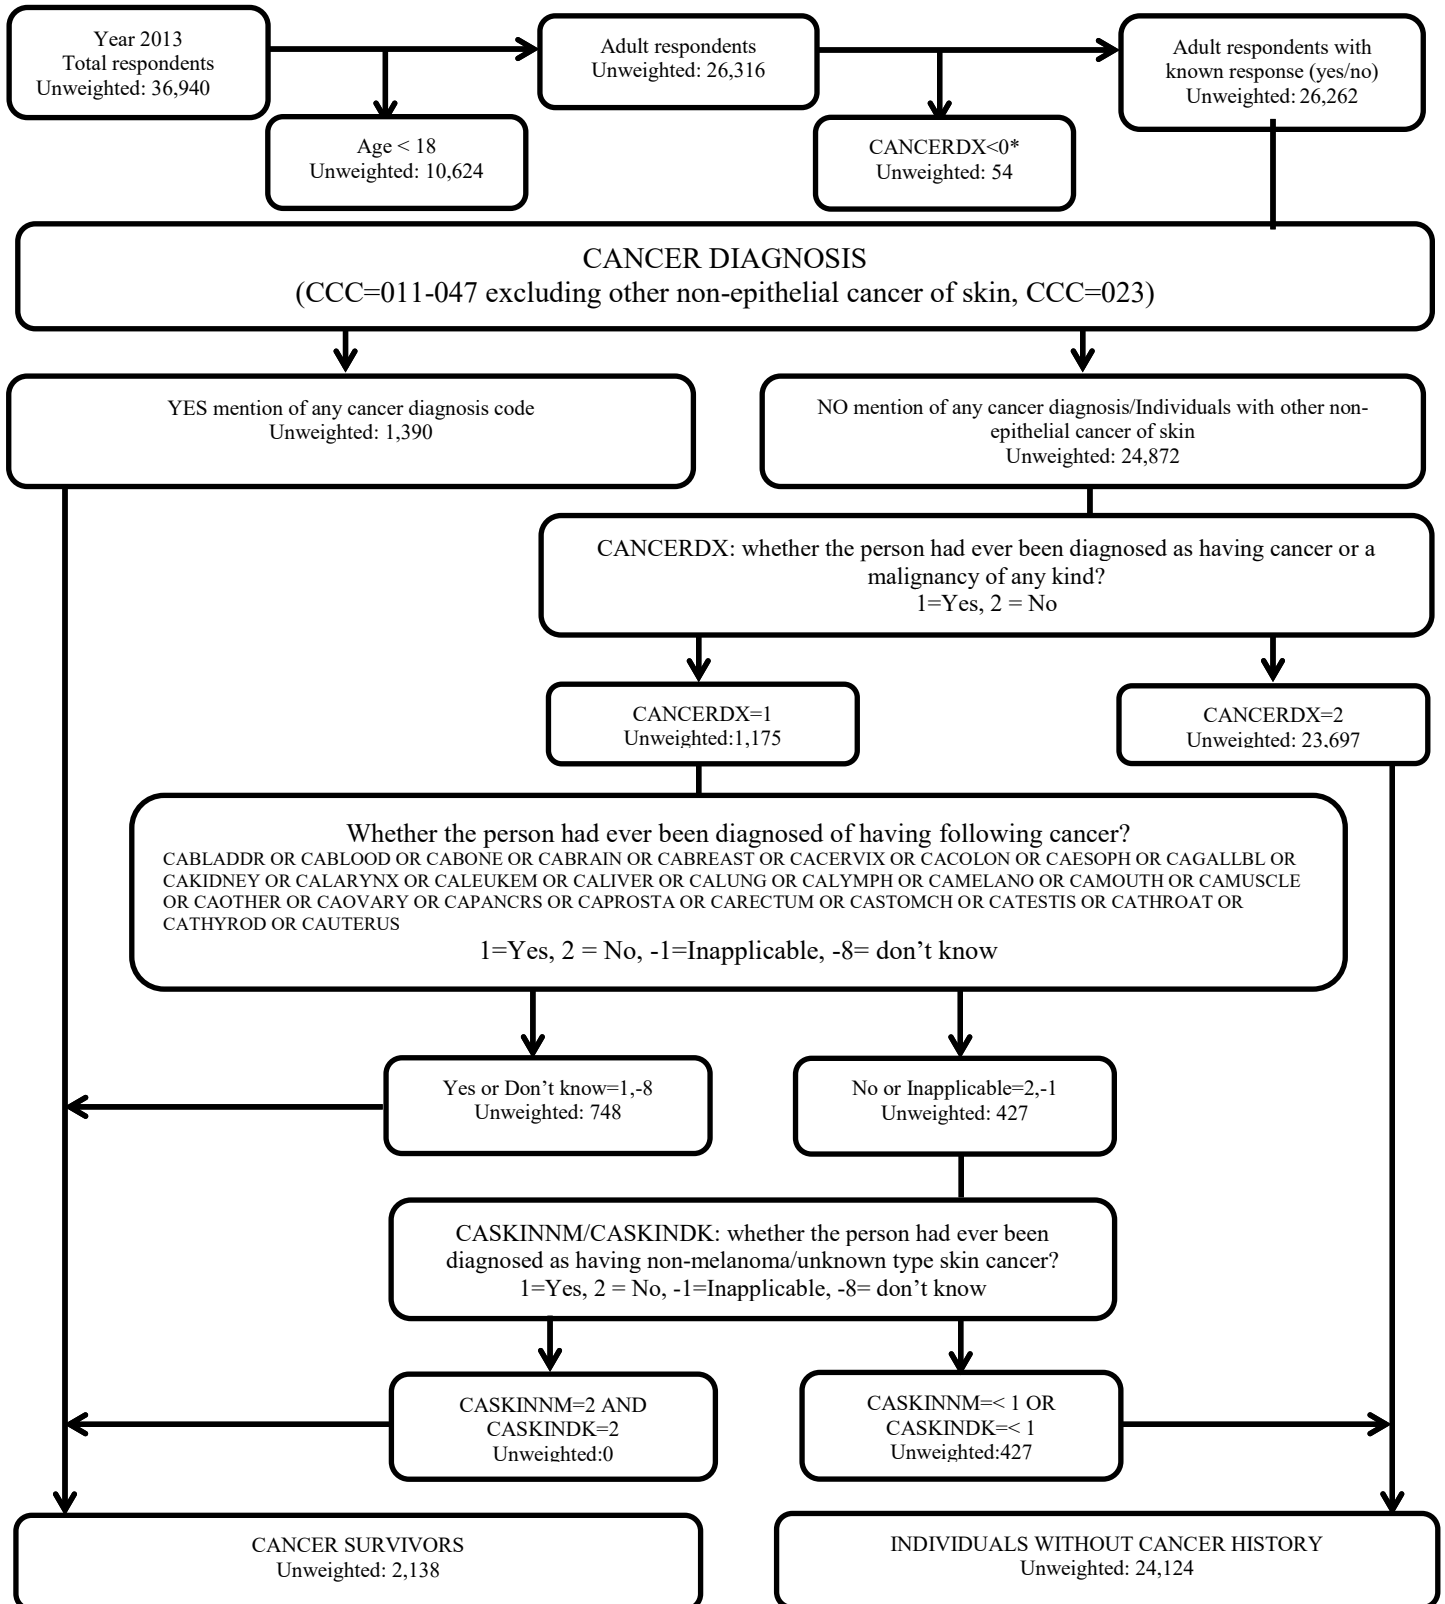 Year 2013
Total respondents
Unweighted: 36,940
Adult respondents
Unweighted: 26,316
Adult respondents with
known response (yes/no)
Unweighted: 26,262
Age < 18
Unweighted: 10,624
CANCERDX<0*
Unweighted: 54
CANCER DIAGNOSIS
(CCC=011-047 excluding other non-epithelial cancer of skin, CCC=023)
YES mention of any cancer diagnosis code
Unweighted: 1,390
NO mention of any cancer diagnosis/Individuals with other non-
epithelial cancer of skin
Unweighted: 24,872
CANCERDX: whether the person had ever been diagnosed as having cancer or a
malignancy of any kind?
1=Yes, 2 = No
CANCERDX=1
Unweighted:1,175
CANCERDX=2
Unweighted: 23,697
Whether the person had ever been diagnosed of having following cancer?
CABLADDR OR CABLOOD OR CABONE OR CABRAIN OR CABREAST OR CACERVIX OR CACOLON OR CAESOPH OR CAGALLBL OR
CAKIDNEY OR CALARYNX OR CALEUKEM OR CALIVER OR CALUNG OR CALYMPH OR CAMELANO OR CAMOUTH OR CAMUSCLE
OR CAOTHER OR CAOVARY OR CAPANCRS OR CAPROSTA OR CARECTUM OR CASTOMCH OR CATESTIS OR CATHROAT OR
CATHYROD OR CAUTERUS
1=Yes, 2 = No, -1=Inapplicable, -8= don’t know
Yes or Don’t know=1,-8
Unweighted: 748
No or Inapplicable=2,-1
Unweighted: 427
CASKINNM/CASKINDK: whether the person had ever been
diagnosed as having non-melanoma/unknown type skin cancer?
1=Yes, 2 = No, -1=Inapplicable, -8= don’t know
CASKINNM=2 AND
CASKINDK=2
Unweighted:0
CASKINNM=< 1 OR
CASKINDK=< 1
Unweighted:427
CANCER SURVIVORS
Unweighted: 2,138
INDIVIDUALS WITHOUT CANCER HISTORY
Unweighted: 24,124